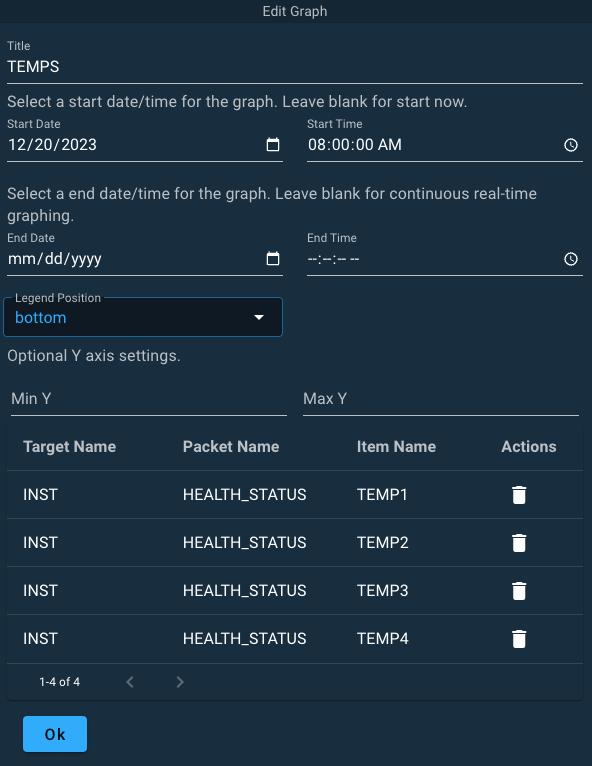 Edit Graph
Title
TEMPS
Select a start date/time for the graph. Leave blank for start now.
Start Date Start Time
12/20/2023 08:00:00 AM
Select a end date/time for the graph. Leave blank for continuous real-time
graphing.
End Date End Time
mm/dd/yyyy --:--:-- --
Legend Position
bottom
Optional Y axis settings.
Min Y Max Y
Target Name Packet Name Item Name Actions
INST HEALTH_STATUS TEMP1
INST HEALTH_STATUS TEMP2
INST HEALTH_STATUS TEMP3
INST HEALTH_STATUS TEMP4
1-4 of 4
Ok